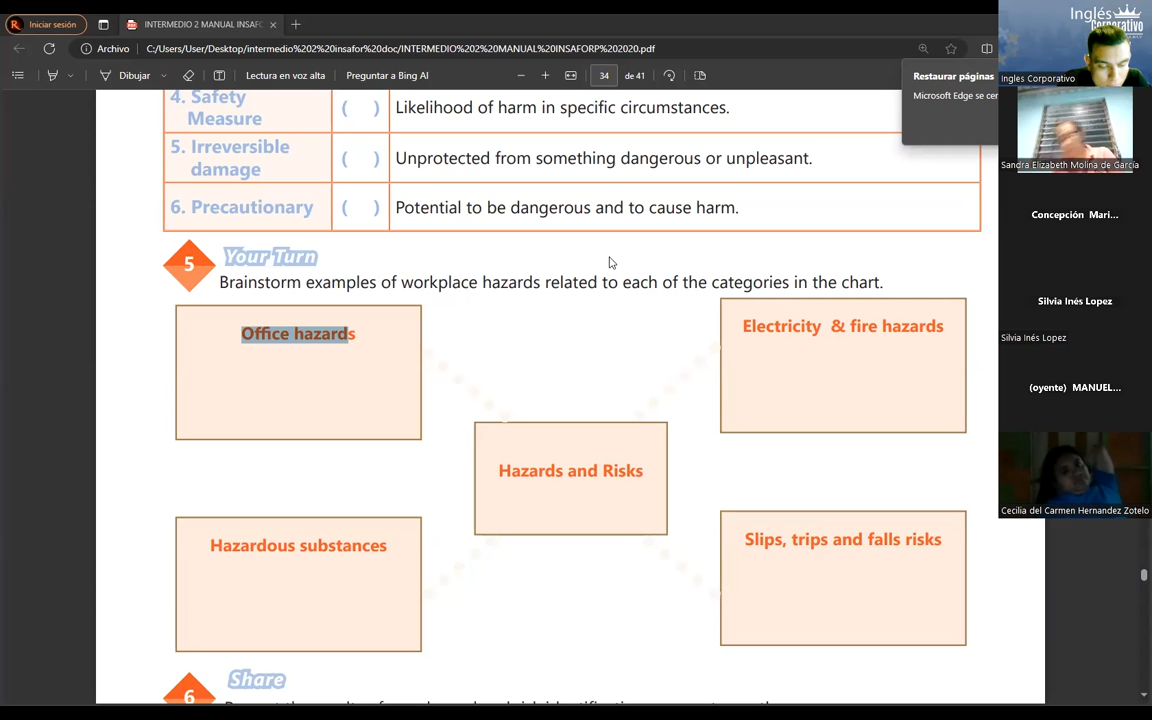 Iniciar sesión
INTERMEDIO 2 MANUAL INSAFO
Archivo
C:/Users/User/Desktop/intermedio%202%20insafor%20doc/INTERMEDIO%202%20MANUAL%20INSAFORP%202020.pdf
Dibujar
Lectura en voz alta
Preguntar a Bing AI
34
de 41
Restaurar páginas
Microsoft Edge se cer
4. Safety
Measure
( )
Likelihood of harm in specific circumstances.
5. Irreversible
damage
( )
Unprotected from something dangerous or unpleasant.
6. Precautionary
( )
Potential to be dangerous and to cause harm.
5
Your Turn
Brainstorm examples of workplace hazards related to each of the categories in the chart.
Office hazards
Electricity & fire hazards
Hazards and Risks
Hazardous substances
Slips, trips and falls risks
6
Share
Inglés
Corporativo
Ingles Corporativo
Sandra Elizabeth Molina de García
Concepción Mari...
Silvia Inés Lopez
Silvia Inés Lopez
(oyente) MANUEL...
Cecilia del Carmen Hernandez Zotelo